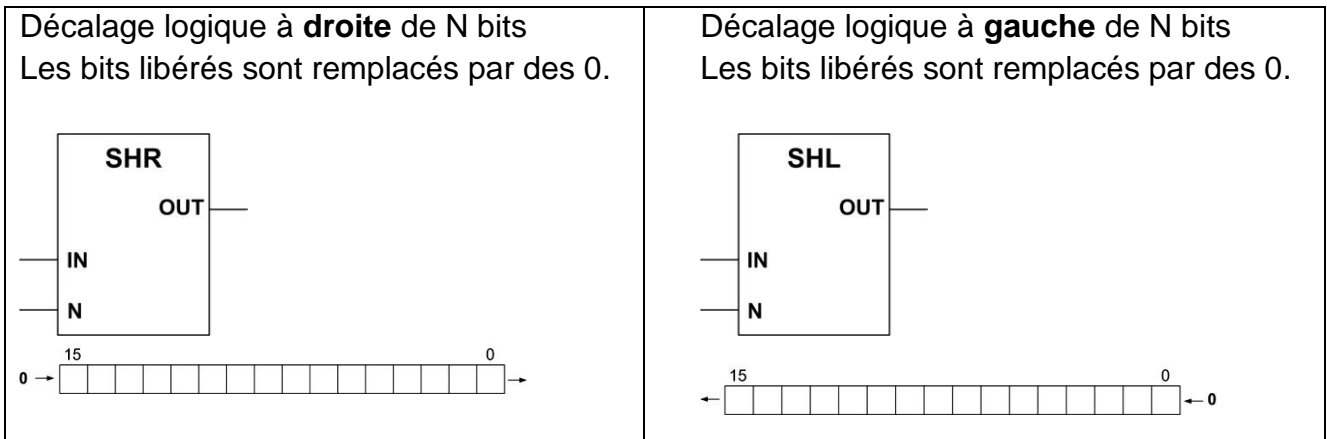 Décalage logique à droite de N bits
Les bits libérés sont remplacés par des 0.
SHR
OUT
IN
N
15 0
0
Décalage logique à gauche de N bits
Les bits libérés sont remplacés par des 0.
SHL
OUT
IN
N
15 0
0